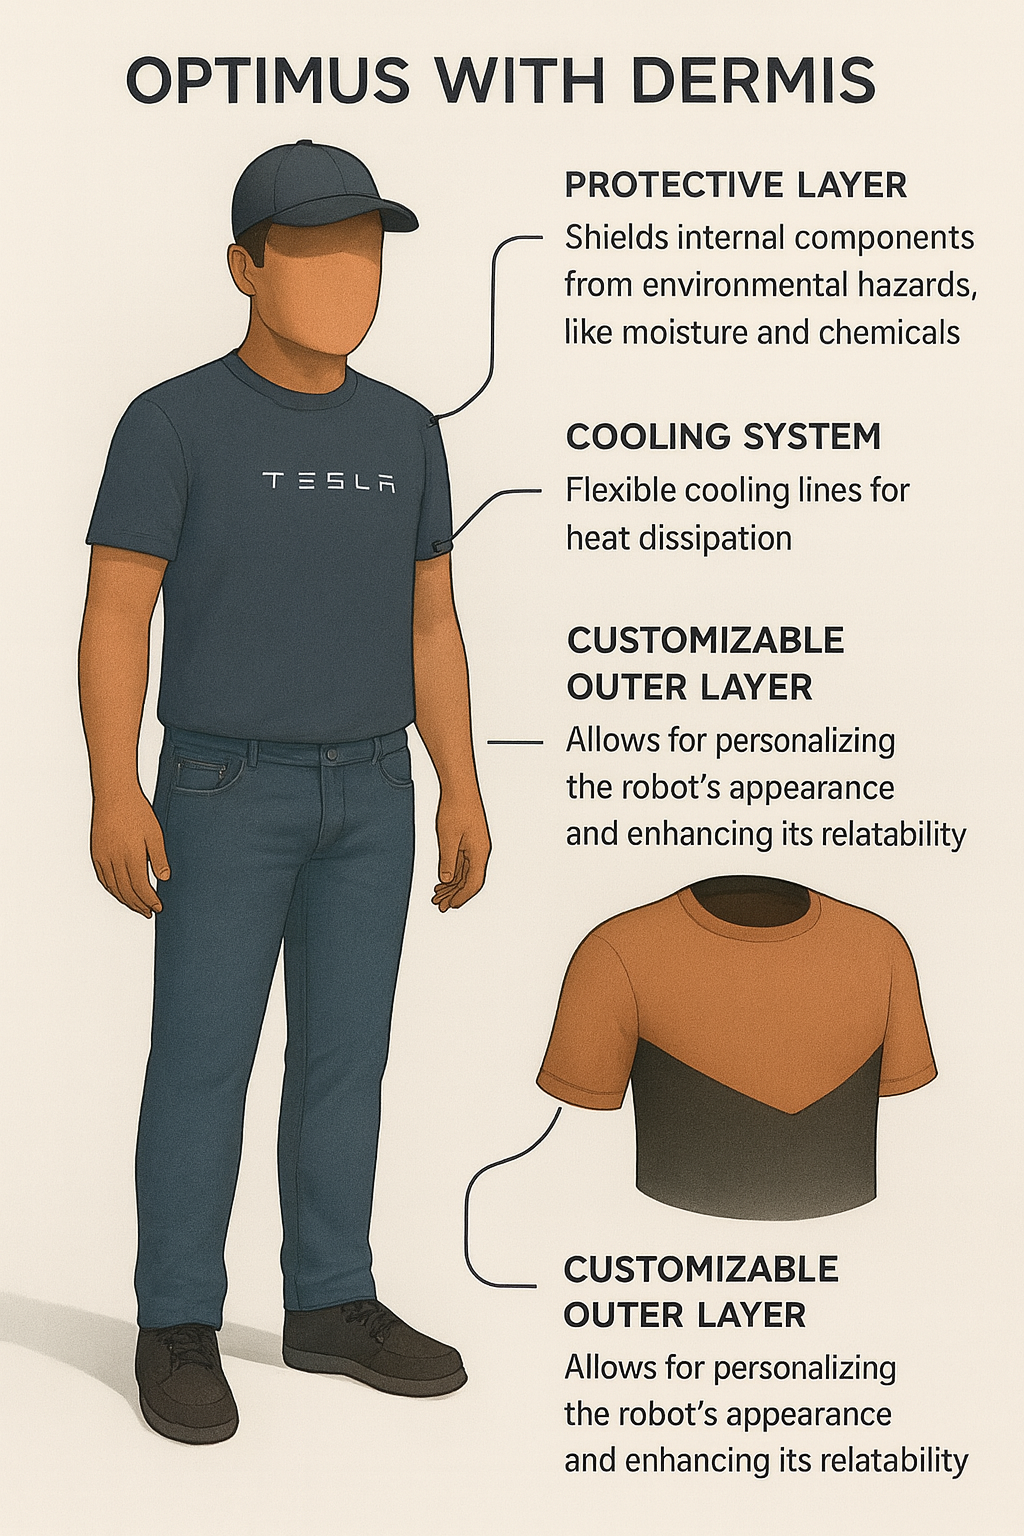 OPTIMUS WITH DERMIS
PROTECTIVE LAYER
Shields internal components
from environmental hazards,
like moisture and chemicals
TESLA
COOLING SYSTEM
Flexible cooling lines for
heat dissipation
CUSTOMIZABLE
OUTER LAYER
Allows for personalizing
the robot's appearance
and enhancing its relatability
CUSTOMIZABLE
OUTER LAYER
Allows for personalizing
the robot's appearance
and enhancing its relatability